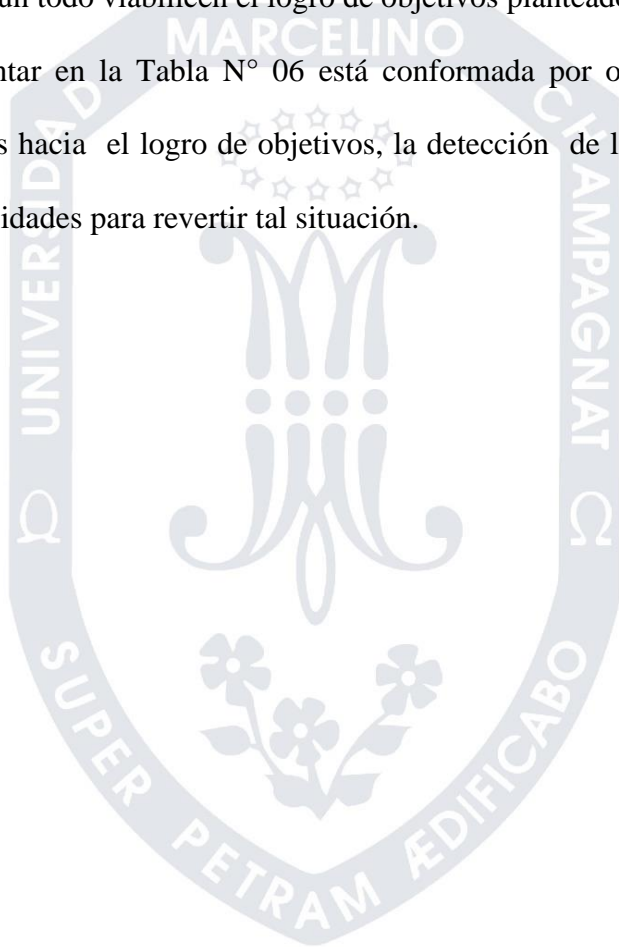 un todo viabilicen el logro de objetivos planteado
ntar en la Tabla N° 06 está conformada por o
s hacia el logro de objetivos, la detección de l
idades para revertir tal situación.
UNIVERSIDAD
MARCELINO
CHAMPAGNAT
Ω
Ω
SUPER PETRAM ÆDIFICABO